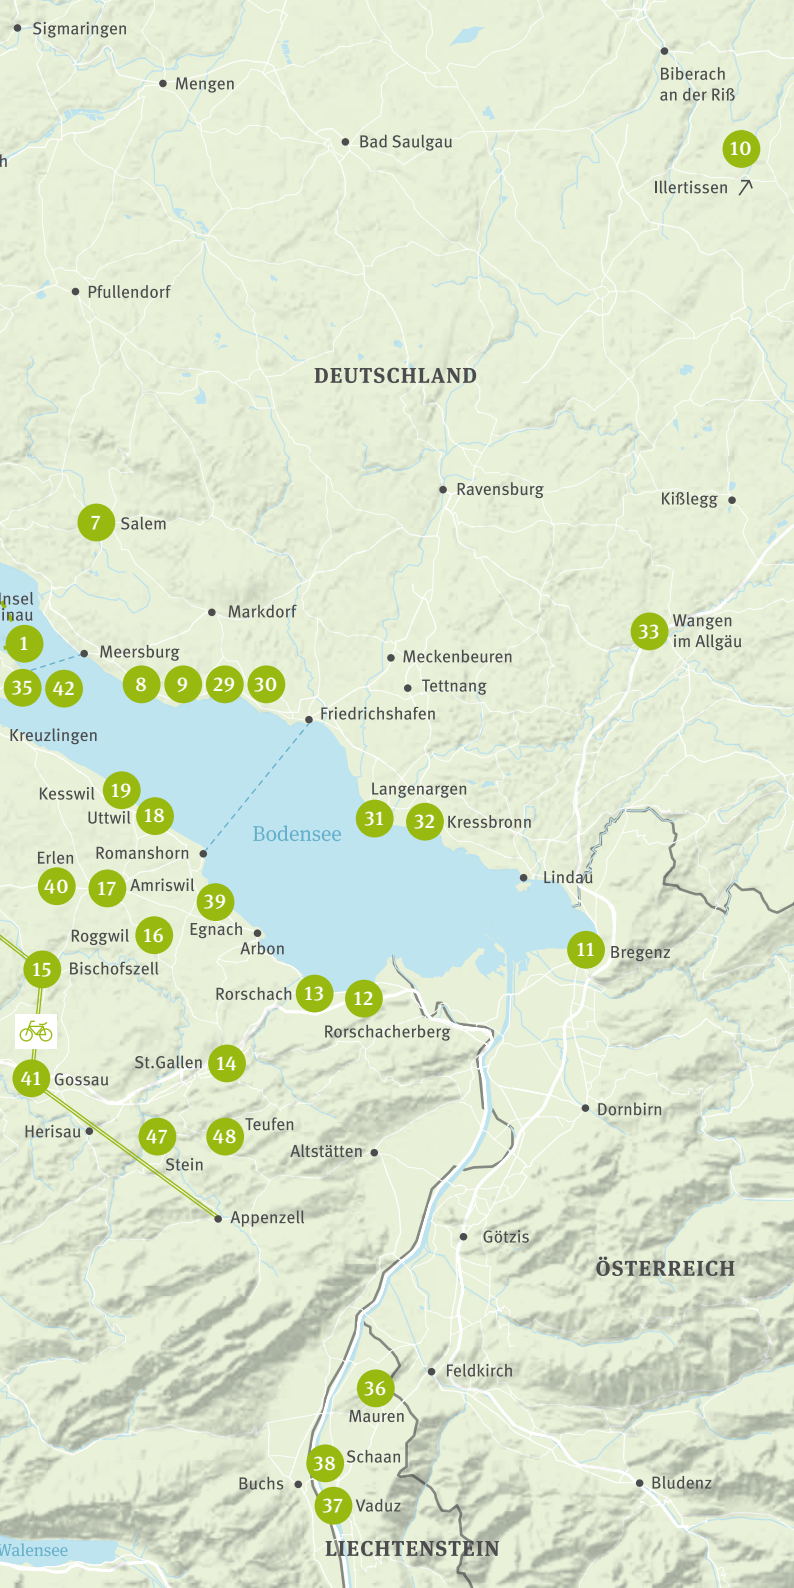 Sigmaringen
Mengen
Biberach
an der Riß
Bad Saulgau
10
h
Illertissen
Pfullendorf
DEUTSCHLAND
Ravensburg
Kißlegg
7 Salem
Insel
inau
1
Markdorf
33 Wangen
im Allgäu
Meersburg
Meckenbeuren
35 42
8 9 29 30
Tettnang
Friedrichshafen
Kreuzlingen
Kesswil 19
Langenargen
Uttwil 18
31 32 Kressbronn
Bodensee
Romanshorn
Erlen
40 17 Amriswil
Lindau
39
Egnach
Roggwil 16
Arbon
11 Bregenz
15 Bischofszell
Rorschach 13 12
Rorschacherberg
St.Gallen 14
41 Gossau
Dornbirn
Herisau
47 48 Teufen
Stein
Altstätten
Appenzell
Götzis
ÖSTERREICH
Feldkirch
36
Mauren
38 Schaan
Buchs
Bludenz
37 Vaduz
Walensee
LIECHTENSTEIN